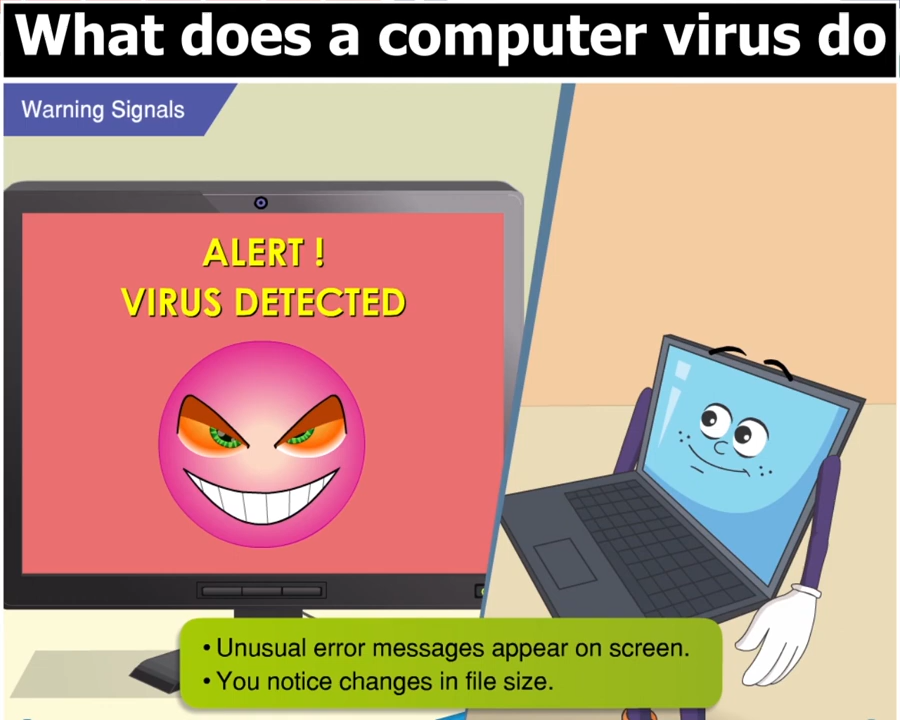 What does a computer virus do
Warning Signals
ALERT !
VIRUS DETECTED
• Unusual error messages appear on screen.
• You notice changes in file size.